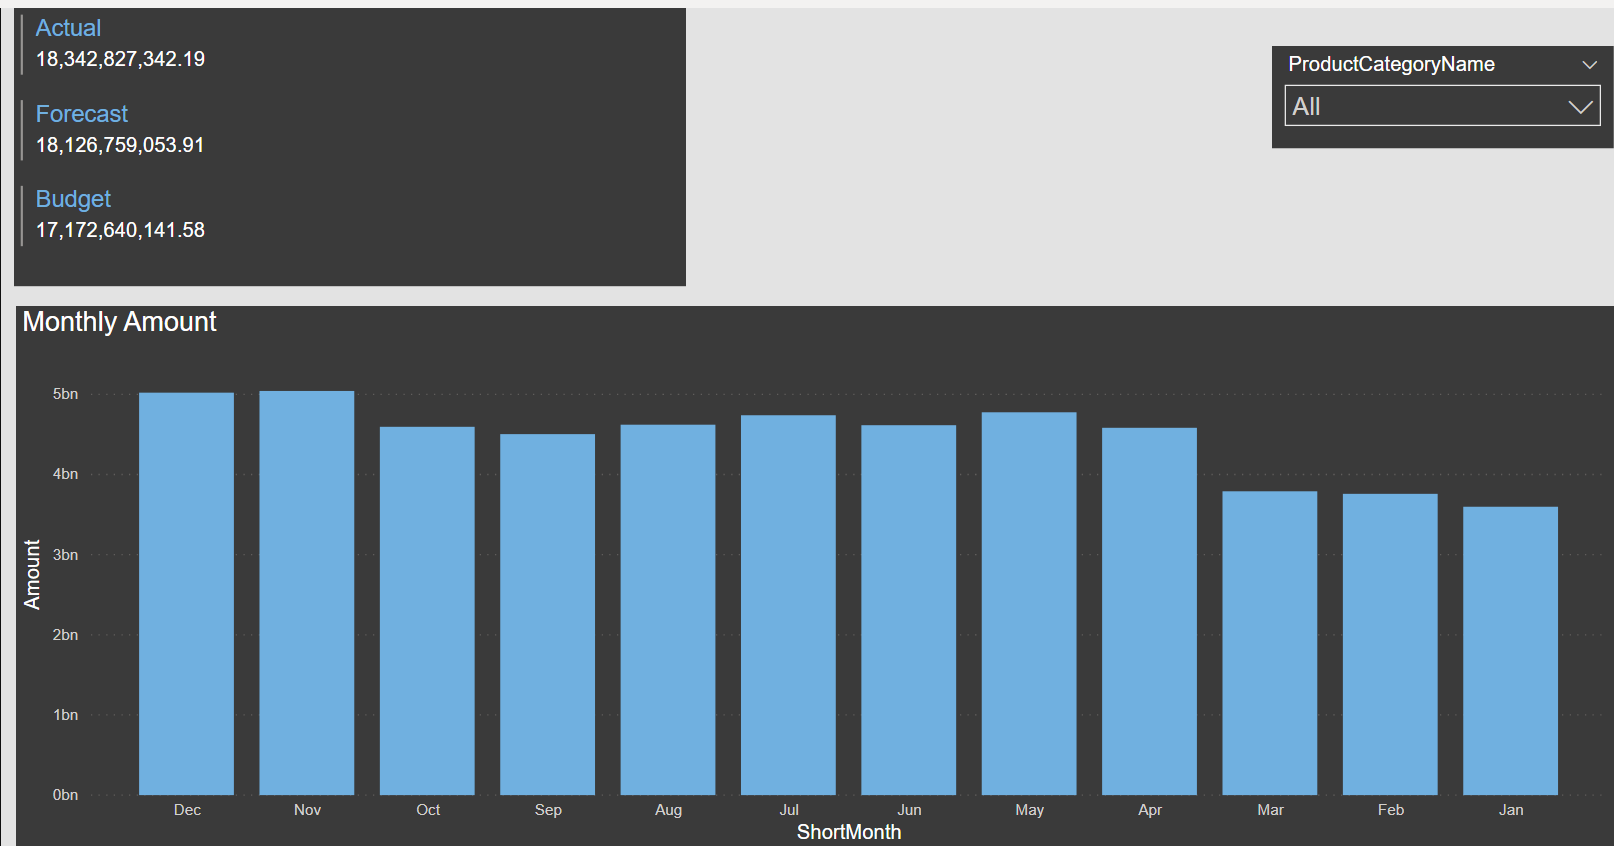 Actual
18,342,827,342.19
Forecast
18,126,759,053.91
Budget
17,172,640,141.58
ProductCategoryName
All
Monthly Amount
5bn
4bn
3bn
2bn
1bn
0bn
Amount
Dec Nov Oct Sep Aug Jul Jun May Apr Mar Feb Jan
ShortMonth